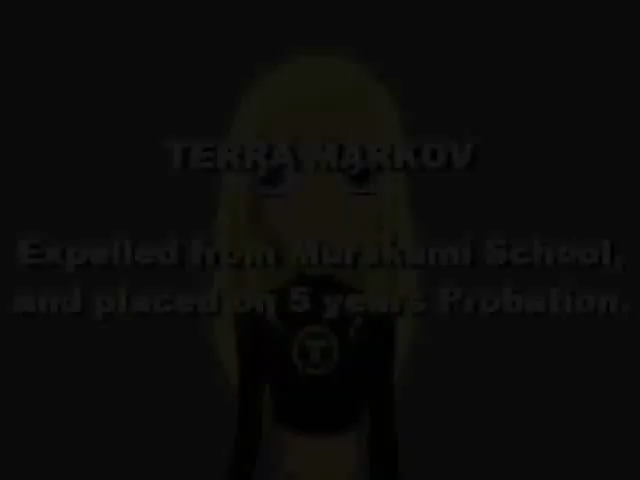 TERRA MARKOV
Expelled from Murakami School,
and placed on 5 years Probation.
T